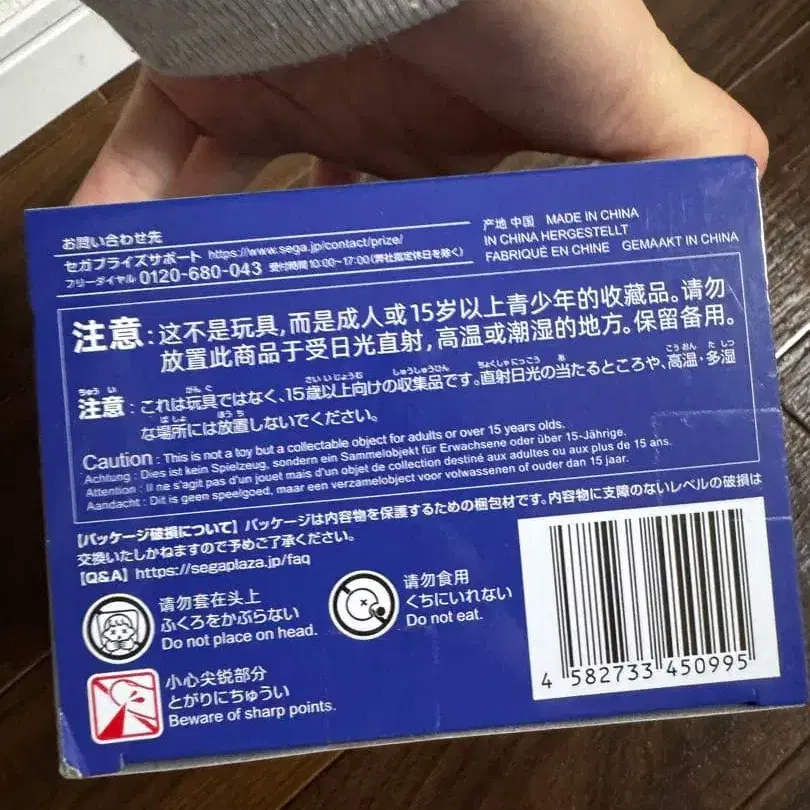 お問い合わせ先
セガプライズサポート https://www.sega.jp/contact/prize/
フリーダイヤル 0120-680-043 受付時間10:00~17:00(弊社指定休日を除く)
产地 中国 MADE IN CHINA
IN CHINA HERGESTELLT
FABRIQUÉ EN CHINE GEMAAKT IN CHINA
注意:这不是玩具,而是成人或15岁以上青少年的收藏品。请勿
放置此商品于受日光直射,高温或潮湿的地方。保留备用。
注意:これは玩具ではなく、15歳以上向けの収集品です。直射日光の当たるところや、高温・多湿
な場所には放置しないでください。
Caution : This is not a toy but a collectable object for adults or over 15 years olds.
Achtung : Dies ist kein Spielzeug, sondern ein Sammelobjekt für Erwachsene oder über 15-Jährige.
Attention : Il ne s'agit pas d'un jouet mais d'un objet de collection destiné aux adultes ou aux plus de 15 ans.
Aandacht : Dit is geen speelgoed, maar een verzamelobject voor volwassenen of ouder dan 15 jaar.
【パッケージ破損について】パッケージは内容物を保護するための梱包材です。内容物に支障のないレベルの破損は
交換いたしかねますので予めご了承ください。
【Q&A】https://segaplaza.jp/faq
请勿套在头上
ふくろをかぶらない
Do not place on head.
请勿食用
くちにいれない
Do not eat.
小心尖锐部分
とがりにちゅうい
Beware of sharp points.
4 582733 450995